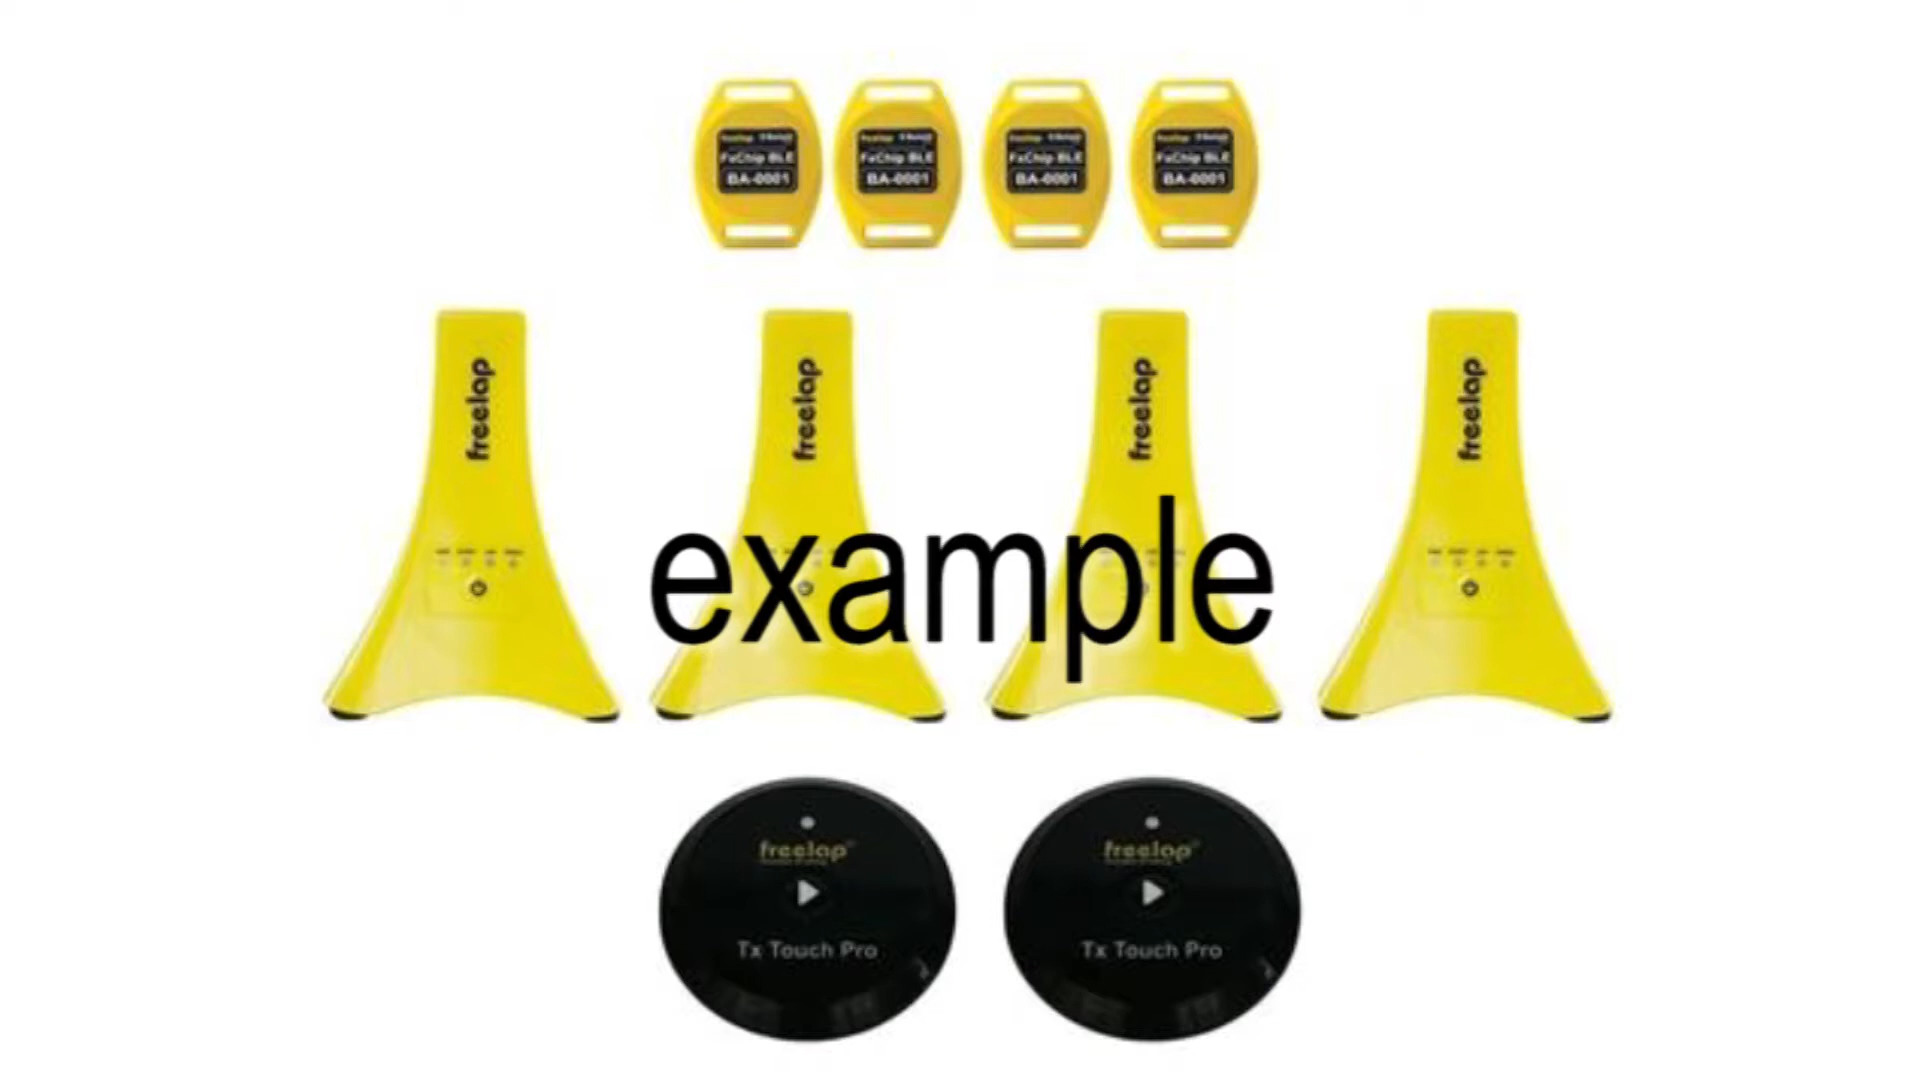 FxChip BLE
BA-0001
FxChip BLE
BA-0001
FxChip BLE
BA-0001
FxChip BLE
BA-0001
freelap
freelap
freelap
freelap
example
freelap
Tx Touch Pro
freelap
Tx Touch Pro